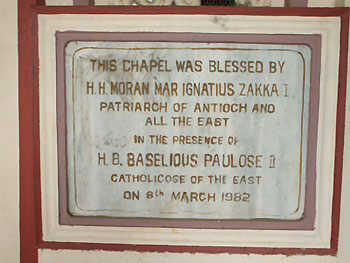 THIS CHAPEL WAS BLESSED BY
H.H. MORAN MAR IGNATIUS ZAKKA I
PATRIARCH OF ANTIOCH AND
ALL THE EAST
IN THE PRESENCE OF
H.B. BASELIOUS PAULOSE II
CATHOLICOSE OF THE EAST
ON 8th MARCH 1982